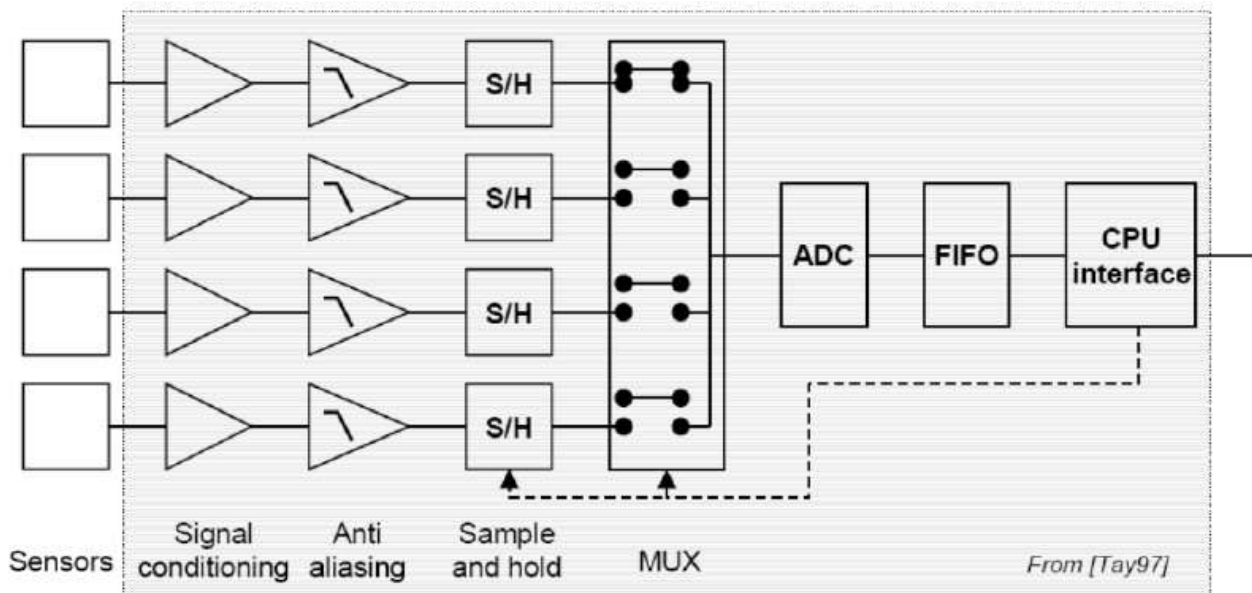 S/H
S/H
S/H
S/H
ADC
FIFO
CPU
interface
Sensors
Signal
conditioning
Anti
aliasing
Sample
and hold
MUX
From [Tay97]